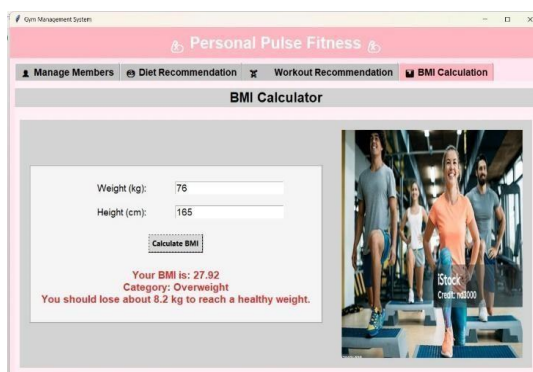 Gym Management System
Personal Pulse Fitness
Manage Members Diet Recommendation Workout Recommendation BMI Calculation
BMI Calculator
Weight (kg): 76
Height (cm): 165
Calculate BMI
Your BMI is: 27.92
Category: Overweight
You should lose about 8.2 kg to reach a healthy weight.
iStock
Credit: nd3000